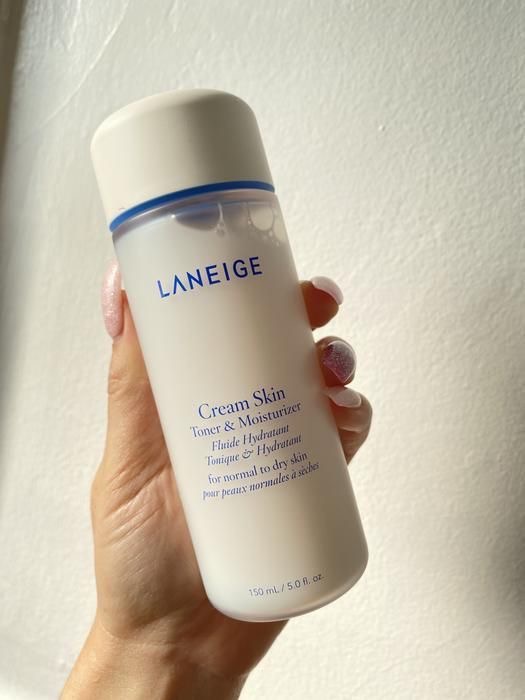 LANEIGE
Cream Skin
Toner & Moisturizer
Fluide Hydratant
Tonique & Hydratant
for normal to dry skin
pour peaux normales à sèches
150 mL / 5.0 fl. oz.